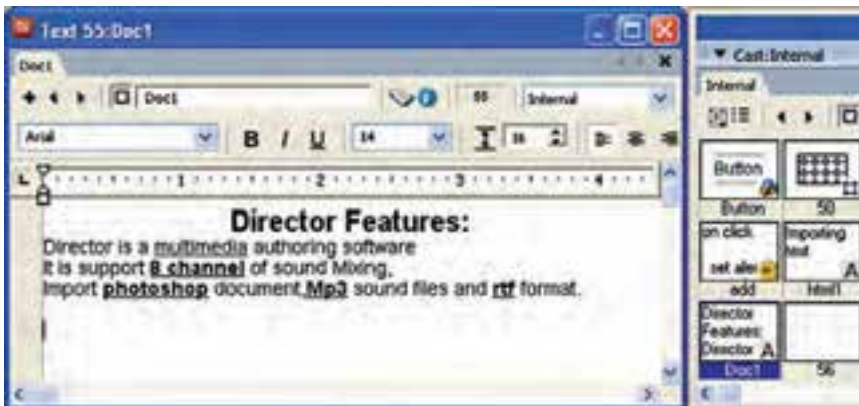 Text 55:Doc1
Doc1
Doc1
55
Internal
Arial
B I U
14
16
L
1 2 3 4
Director Features:
Director is a multimedia authoring software
It is support 8 channel of sound Mixing,
Import photoshop document,Mp3 sound files and rtf format.
Cast:Internal
Internal
Button
Button
50
on click
set aler
add
Importing
text
html1
Director
Features:
Director A
Doc1
56